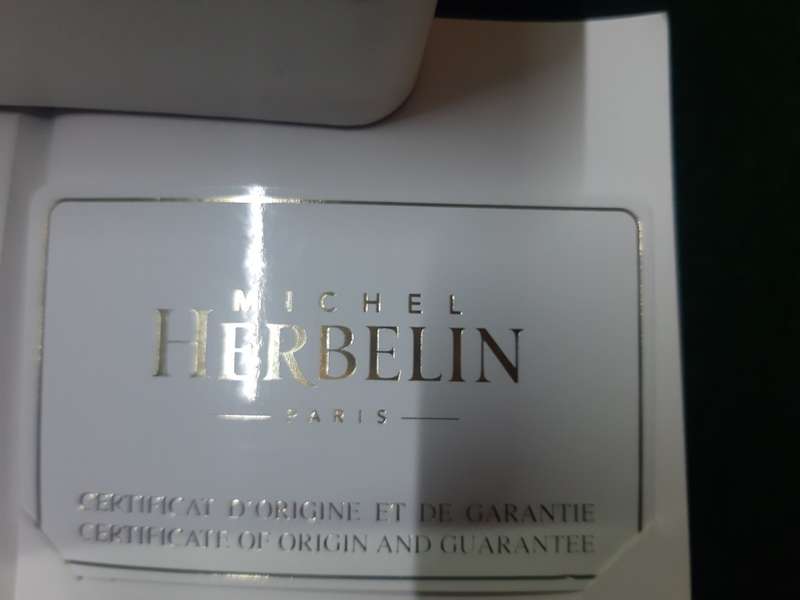 MICHEL
HERBELIN
PARIS
CERTIFICAT D'ORIGINE ET DE GARANTIE
CERTIFICATE OF ORIGIN AND GUARANTEE